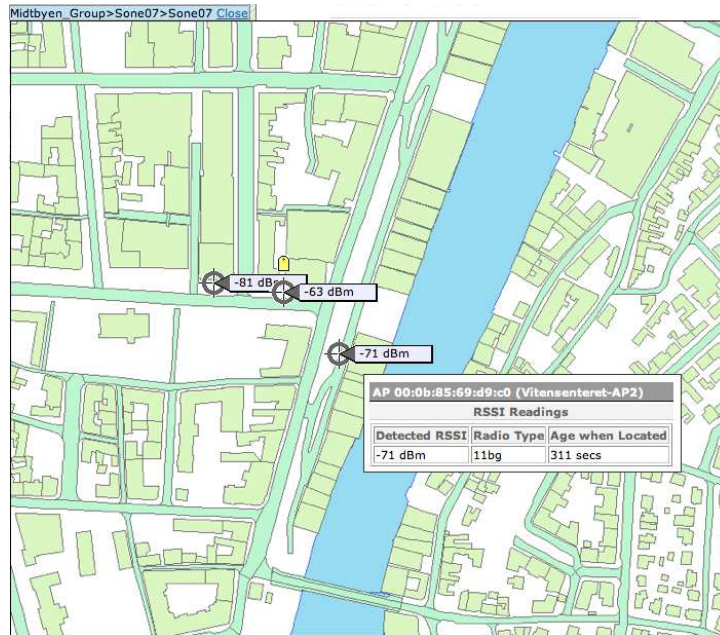 Midtbyen_Group>Sone07>Sone07 Close
-81 dBm
-63 dBm
-71 dBm
AP 00:0b:85:69:d9:c0 (Vitensenteret-AP2)
RSSI Readings
Detected RSSI Radio Type Age when Located
-71 dBm 11bg 311 secs